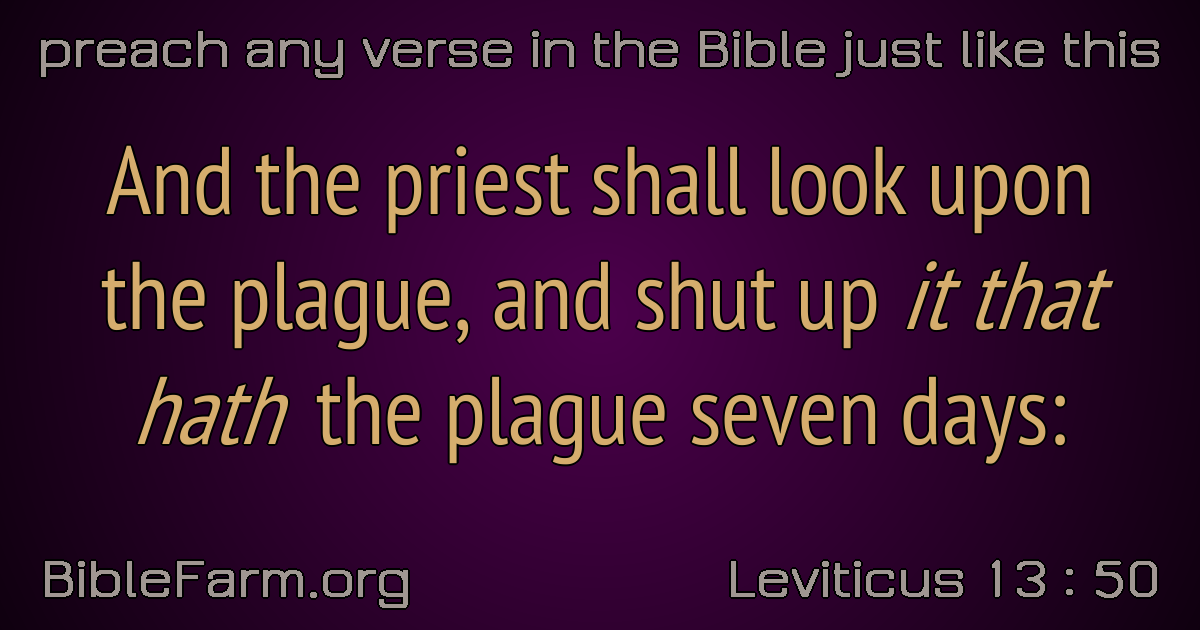 preach any verse in the Bible just like this
And the priest shall look upon
the plague, and shut up it that
hath the plague seven days:
BibleFarm.org
Leviticus 13 : 50